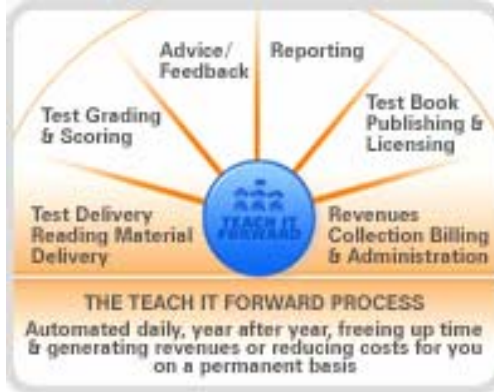 Advice/
Feedback
Reporting
Test Grading
& Scoring
Test Book
Publishing &
Licensing
Test Delivery
Reading Material
Delivery
TEACH IT
FORWARD
Revenues
Collection Billing
& Administration
THE TEACH IT FORWARD PROCESS
Automated daily, year after year, freeing up time
& generating revenues or reducing costs for you
on a permanent basis